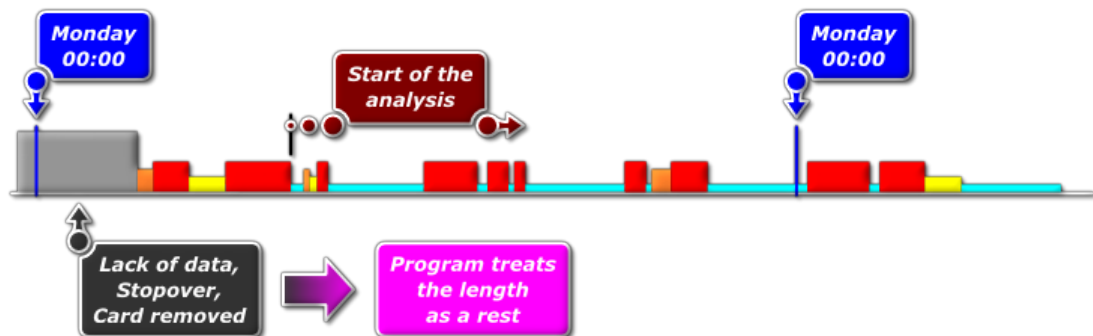 Monday
00:00
Start of the
analysis
Monday
00:00
Lack of data,
Stopover,
Card removed
Program treats
the length
as a rest